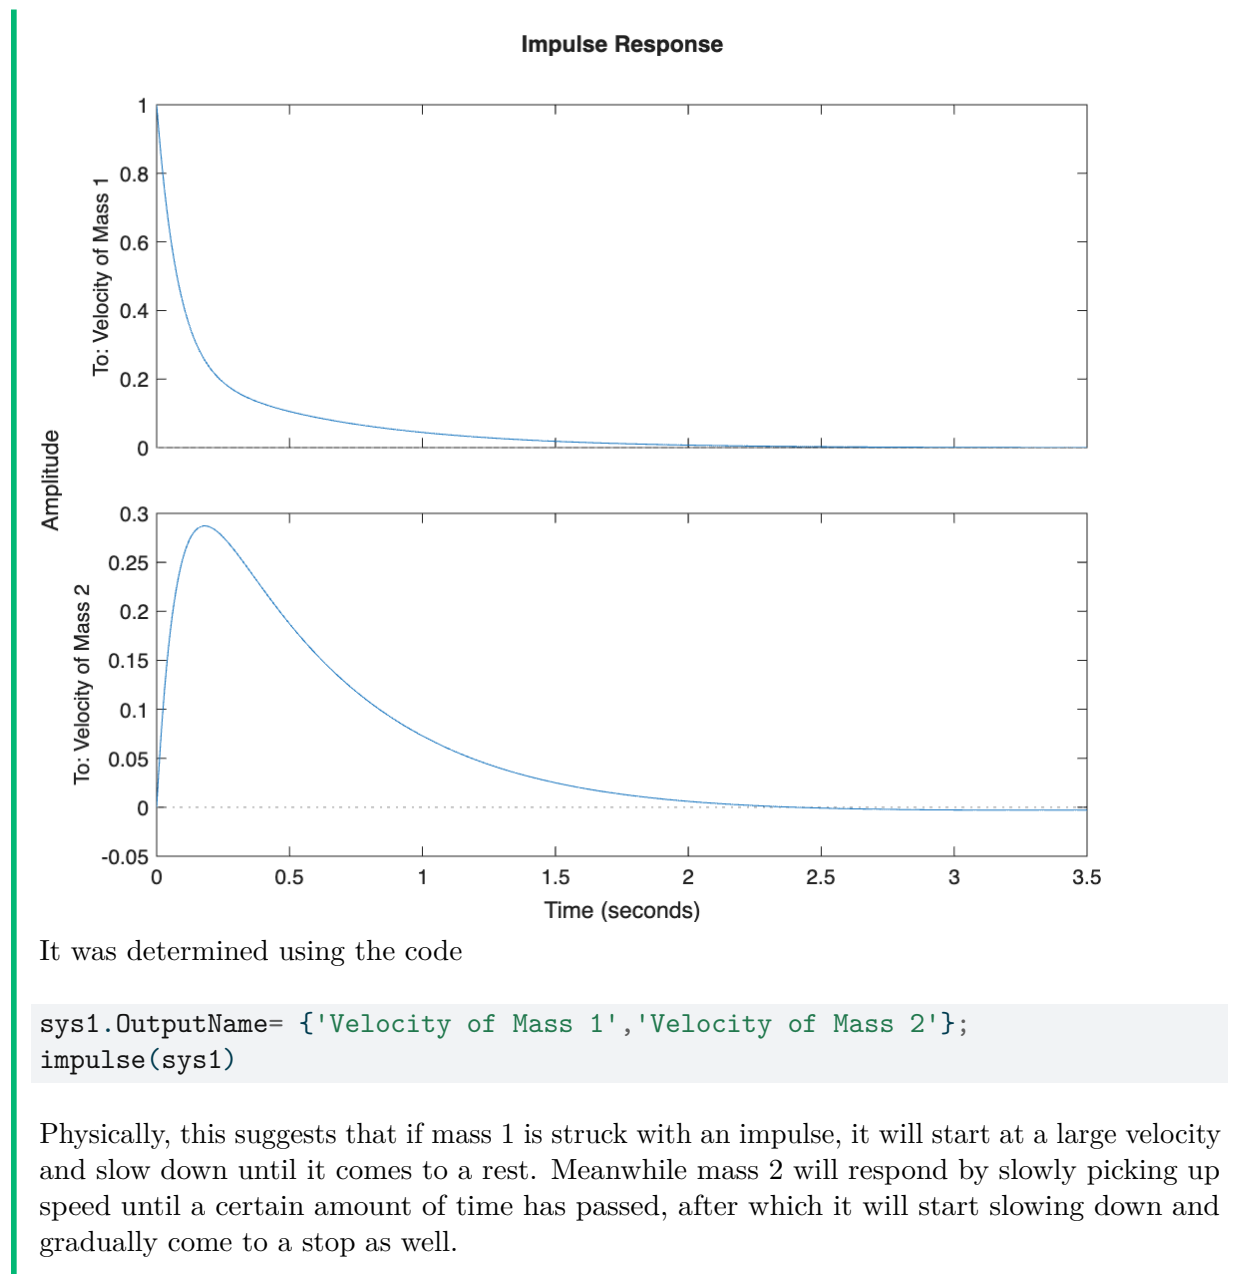 Impulse Response
To: Velocity of Mass 1
1
0.8
0.6
0.4
0.2
0
Amplitude
To: Velocity of Mass 2
0.3
0.25
0.2
0.15
0.1
0.05
0
-0.05
0 0.5 1 1.5 2 2.5 3 3.5
Time (seconds)
It was determined using the code
sys1.OutputName= {'Velocity of Mass 1','Velocity of Mass 2'};
impulse(sys1)
Physically, this suggests that if mass 1 is struck with an impulse, it will start at a large velocity
and slow down until it comes to a rest. Meanwhile mass 2 will respond by slowly picking up
speed until a certain amount of time has passed, after which it will start slowing down and
gradually come to a stop as well.